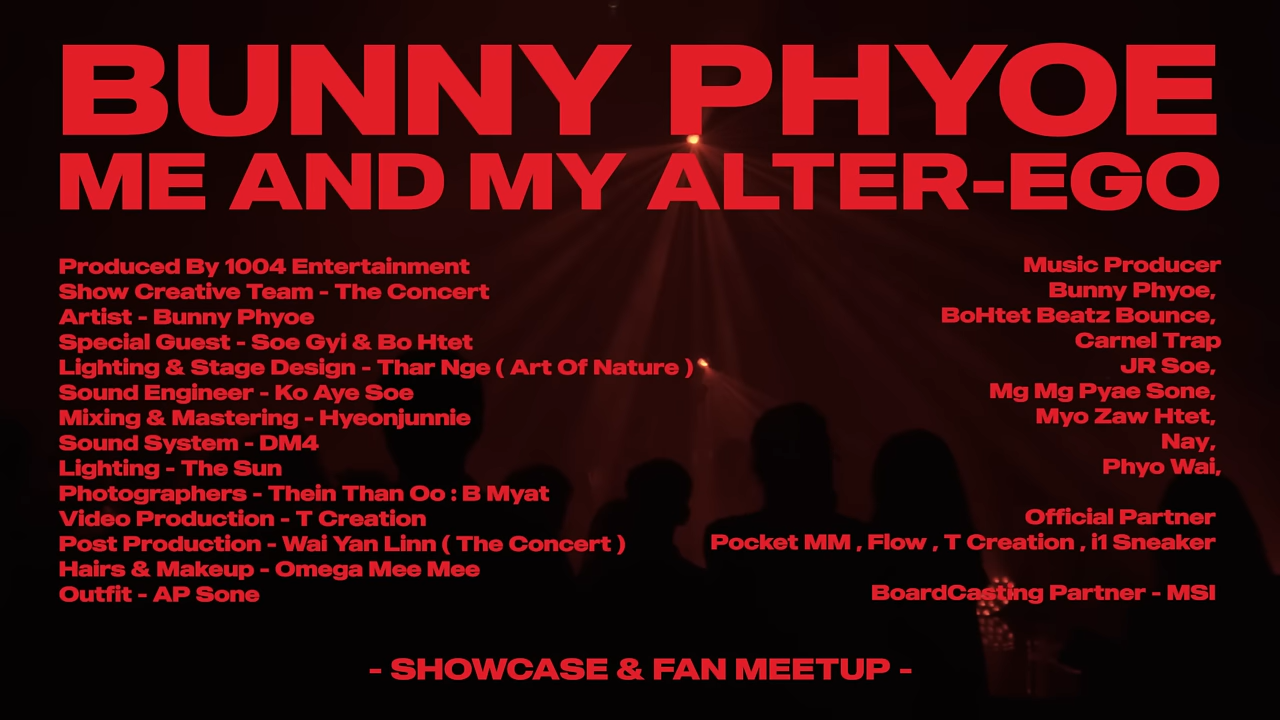 BUNNY PHYOE
ME AND MY ALTER-EGO
Produced By 1004 Entertainment
Show Creative Team - The Concert
Artist - Bunny Phyoe
Special Guest - Soe Gyi & Bo Htet
Lighting & Stage Design - Thar Nge ( Art Of Nature )
Sound Engineer - Ko Aye Soe
Mixing & Mastering - Hyeonjunnie
Sound System - DM4
Lighting - The Sun
Photographers - Thein Than Oo : B Myat
Video Production - T Creation
Post Production - Wai Yan Linn ( The Concert )
Hairs & Makeup - Omega Mee Mee
Outfit - AP Sone
Music Producer
Bunny Phyoe,
BoHtet Beatz Bounce,
Carnel Trap
JR Soe,
Mg Mg Pyae Sone,
Myo Zaw Htet,
Nay,
Phyo Wai,
Official Partner
Pocket MM , Flow , T Creation , i1 Sneaker
BoardCasting Partner - MSI
- SHOWCASE & FAN MEETUP -